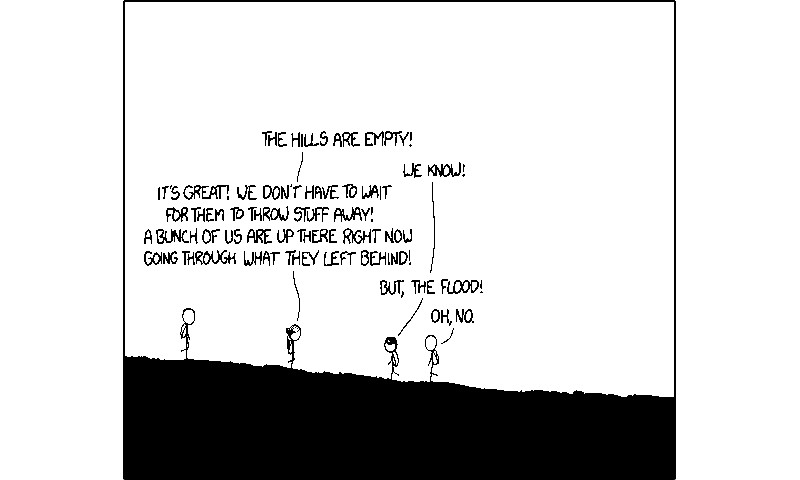 THE HILLS ARE EMPTY!
WE KNOW!
IT'S GREAT! WE DON'T HAVE TO WAIT
FOR THEM TO THROW STUFF AWAY!
A BUNCH OF US ARE UP THERE RIGHT NOW
GOING THROUGH WHAT THEY LEFT BEHIND!
BUT, THE FLOOD!
OH, NO.